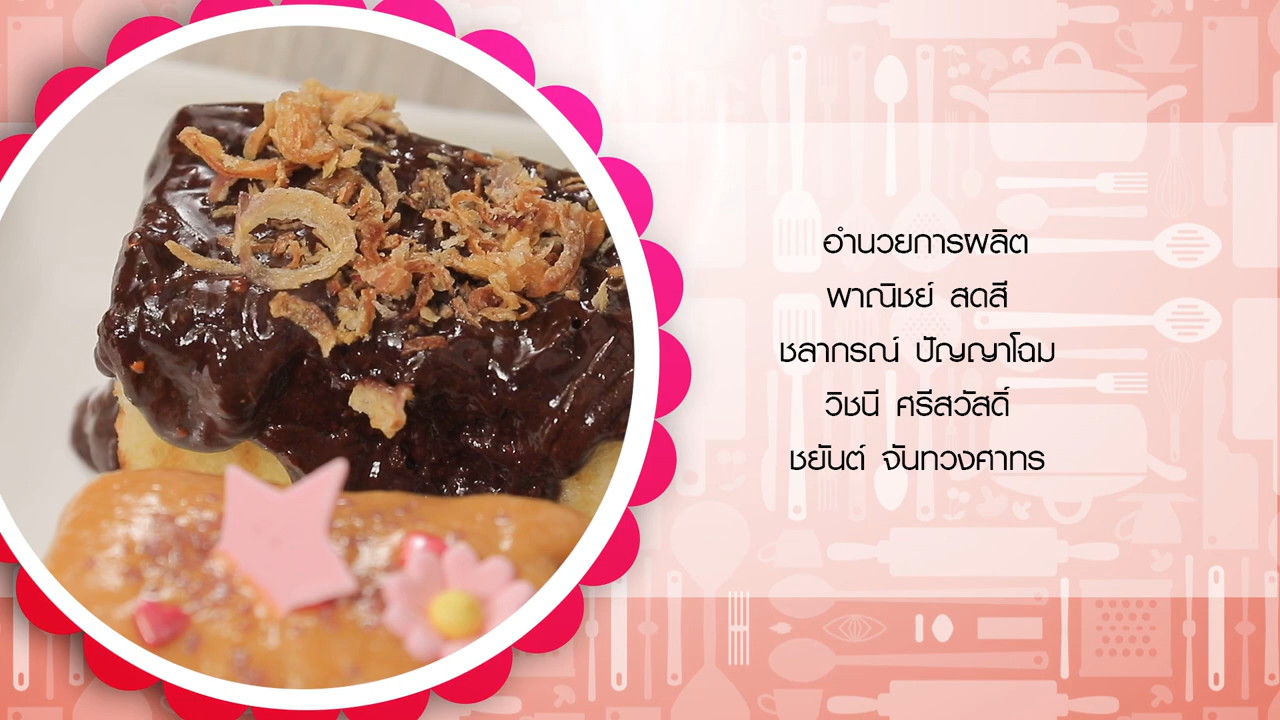 อำนวยการผลิต
พาณิชย์ สดสี
ชลากรณ์ ปัญญาโฉม
วิชนี ศรีสวัสดิ์
ชยันต์ จันทวงศาทร